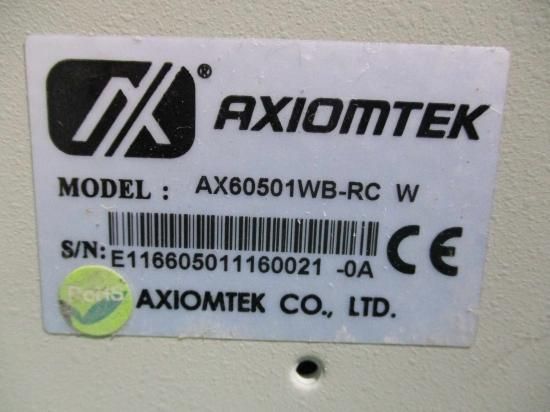 ® AXIOMTEK
MODEL : AX60501WB-RC W
S/N: E116605011160021 -0A CE
AXIOMTEK CO., LTD.